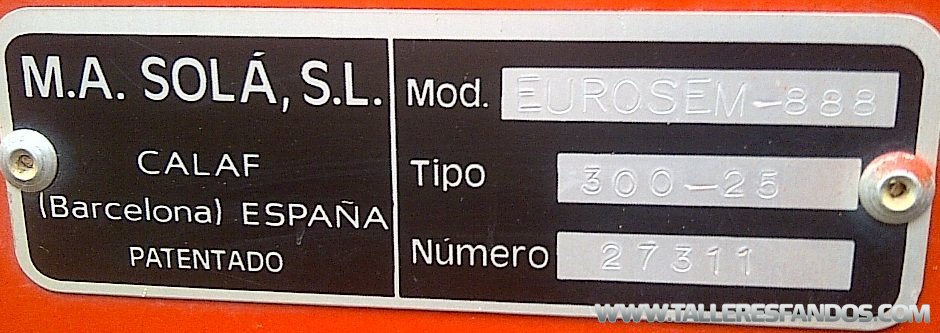 M.A. SOLÁ, S.L.
CALAF
(Barcelona) ESPAÑA
PATENTADO
Mod. EUROSEM-888
Tipo 300-25
Número 27311
WWW.TALLERESFANDOS.COM